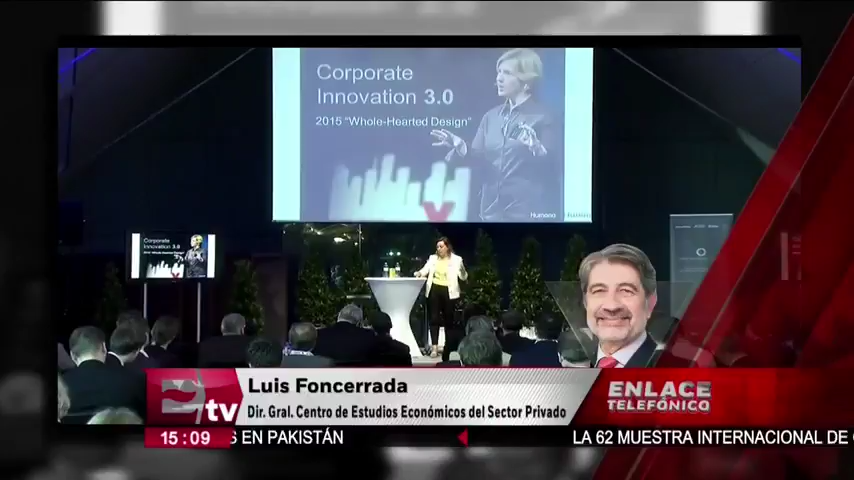 Corporate
Innovation 3.0
2015 "Whole-Hearted Design"
Corporate
Innovation 3.0
Luis Foncerrada
Dir. Gral. Centro de Estudios Económicos del Sector Privado
ENLACE
TELEFÓNICO
tv
15:09
S EN PAKISTÁN
LA 62 MUESTRA INTERNACIONAL DE